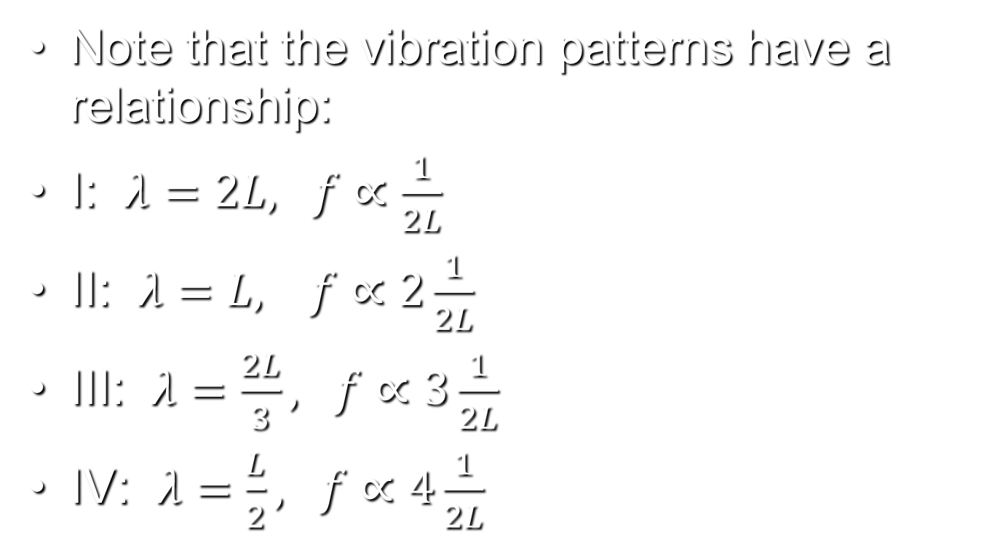 • Note that the vibration patterns have a
relationship:
• I: λ = 2L, f ∝ 1/2L
• II: λ = L, f ∝ 2 1/2L
• III: λ = 2L/3, f ∝ 3 1/2L
• IV: λ = L/2, f ∝ 4 1/2L